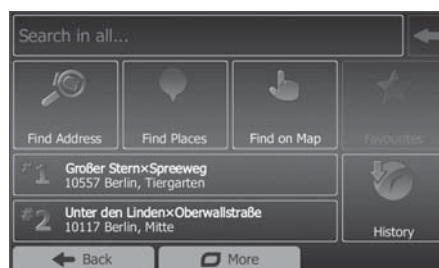 Search in all...
Find Address
Find Places
Find on Map
Favourites
#1 Großer Stern×Spreeweg
10557 Berlin, Tiergarten
#2 Unter den Linden×Oberwallstraße
10117 Berlin, Mitte
History
Back
More